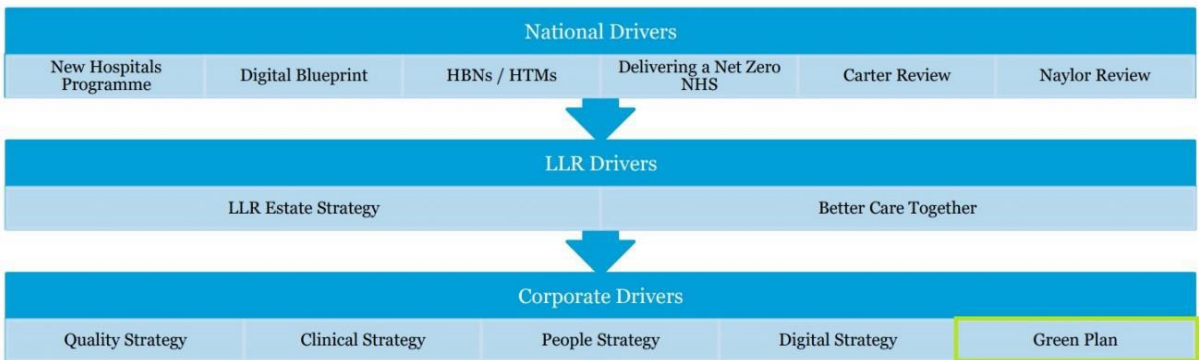 National Drivers
New Hospitals
Programme
Digital Blueprint
HBNs / HTMs
Delivering a Net Zero
NHS
Carter Review
Naylor Review
LLR Drivers
LLR Estate Strategy
Better Care Together
Corporate Drivers
Quality Strategy
Clinical Strategy
People Strategy
Digital Strategy
Green Plan